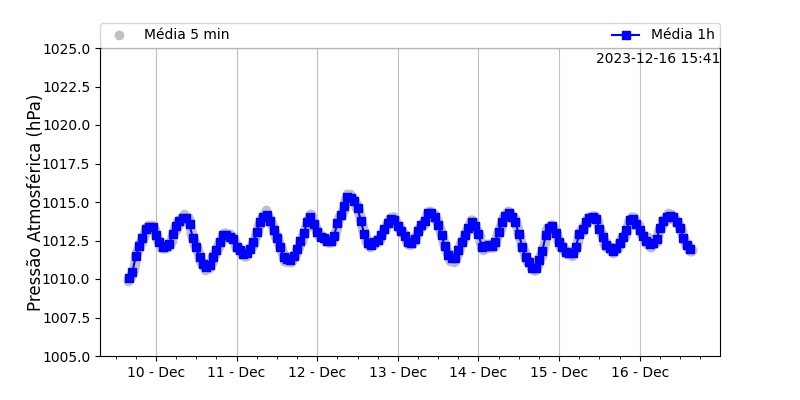 Média 5 min
Média 1h
2023-12-16 15:41
Pressão Atmosférica (hPa)
1025.0
1022.5
1020.0
1017.5
1015.0
1012.5
1010.0
1007.5
1005.0
10 - Dec
11 - Dec
12 - Dec
13 - Dec
14 - Dec
15 - Dec
16 - Dec